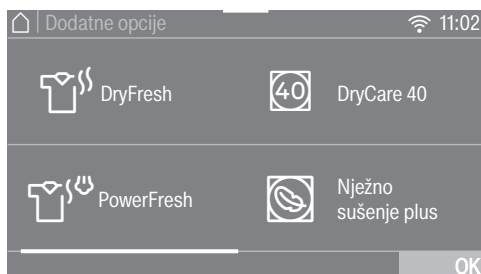 Dodatne opcije 11:02
DryFresh
40 DryCare 40
PowerFresh
Nježno
sušenje plus
OK